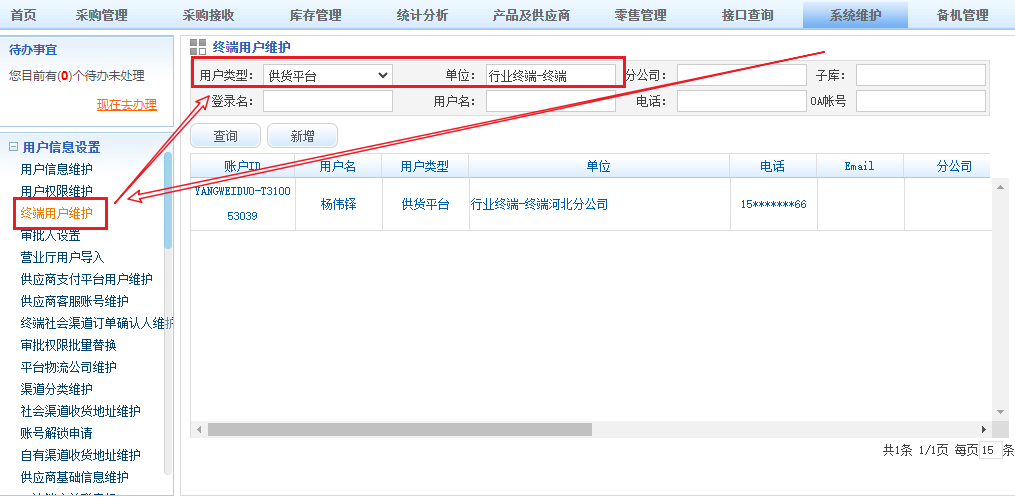 首页 采购管理 采购接收 库存管理 统计分析 产品及供应商 零售管理 接口查询 系统维护 备机管理
待办事宜
您目前有(0)个待办未处理
现在去办理
用户信息设置
用户信息维护
用户权限维护
终端用户维护
审批人设置
营业厅用户导入
供应商支付平台用户维护
供应商客服账号维护
终端社会渠道订单确认人维护
审批权限批量替换
平台物流公司维护
渠道分类维护
社会渠道收货地址维护
账号解锁申请
自有渠道收货地址维护
供应商基础信息维护
终端用户维护
用户类型： 供货平台 单位： 行业终端-终端 分公司： 子库：
登录名： 用户名： 电话： OA帐号
查询 新增
账户ID 用户名 用户类型 单位 电话 Email 分公司
YANGWEIDUO-T3100
53039
杨伟铎 供货平台 行业终端-终端河北分公司 15*******66
共1条 1/1页 每页 15 条